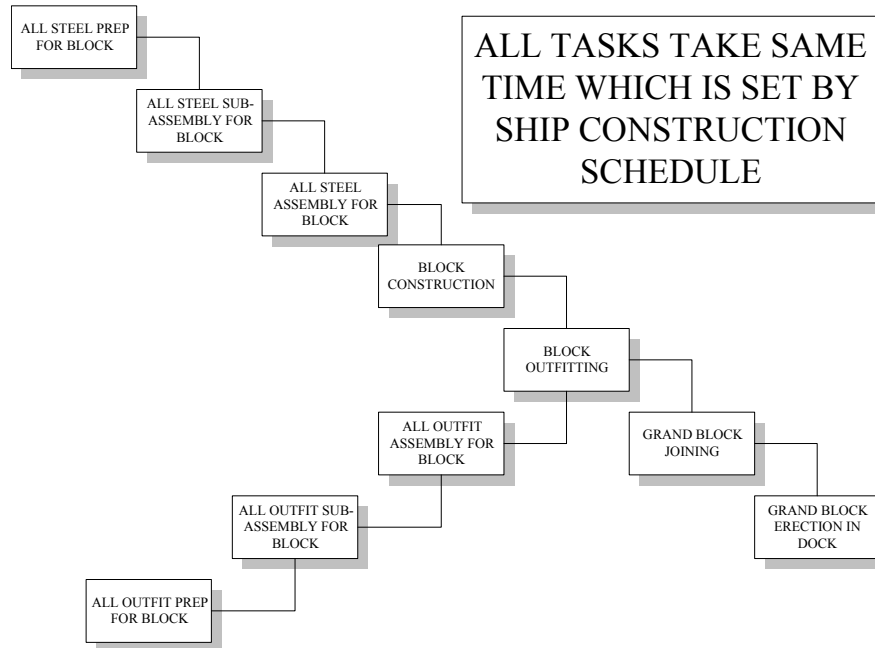 ALL STEEL PREP
FOR BLOCK
ALL TASKS TAKE SAME
TIME WHICH IS SET BY
SHIP CONSTRUCTION
SCHEDULE
ALL STEEL SUB-
ASSEMBLY FOR
BLOCK
ALL STEEL
ASSEMBLY FOR
BLOCK
BLOCK
CONSTRUCTION
BLOCK
OUTFITTING
ALL OUTFIT
ASSEMBLY FOR
BLOCK
GRAND BLOCK
JOINING
ALL OUTFIT SUB-
ASSEMBLY FOR
BLOCK
GRAND BLOCK
ERECTION IN
DOCK
ALL OUTFIT PREP
FOR BLOCK